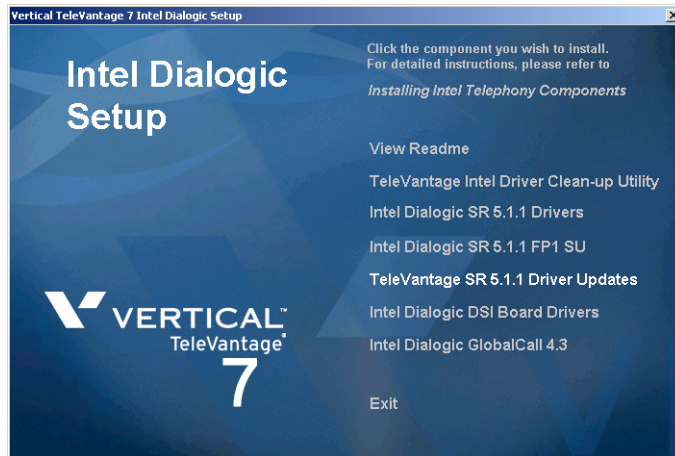 Vertical TeleVantage 7 Intel Dialogic Setup
Intel Dialogic
Setup
Click the component you wish to install.
For detailed instructions, please refer to
Installing Intel Telephony Components
View Readme
TeleVantage Intel Driver Clean-up Utility
Intel Dialogic SR 5.1.1 Drivers
Intel Dialogic SR 5.1.1 FP1 SU
TeleVantage SR 5.1.1 Driver Updates
Intel Dialogic DSI Board Drivers
Intel Dialogic GlobalCall 4.3
Exit
VERTICAL™
TeleVantage
7